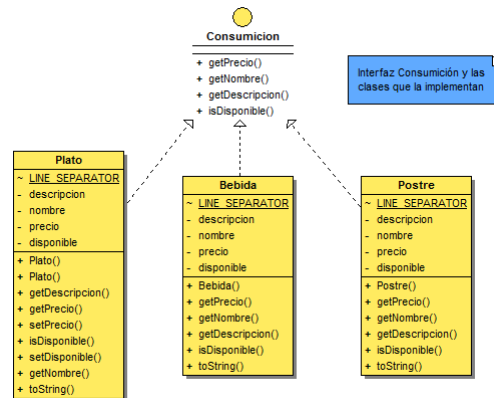 Consumicion
+ getPrecio()
+ getNombre()
+ getDescripcion()
+ isDisponible()
Interfaz Consumición y las
clases que la implementan
Plato
~ LINE_SEPARATOR
- descripcion
- nombre
- precio
- disponible
+ Plato()
+ Plato()
+ getDescripcion()
+ getPrecio()
+ setPrecio()
+ isDisponible()
+ setDisponible()
+ getNombre()
+ toString()
Bebida
~ LINE_SEPARATOR
- descripcion
- nombre
- precio
- disponible
+ Bebida()
+ getPrecio()
+ getNombre()
+ getDescripcion()
+ isDisponible()
+ toString()
Postre
~ LINE_SEPARATOR
- descripcion
- nombre
- precio
- disponible
+ Postre()
+ getPrecio()
+ getNombre()
+ getDescripcion()
+ isDisponible()
+ toString()